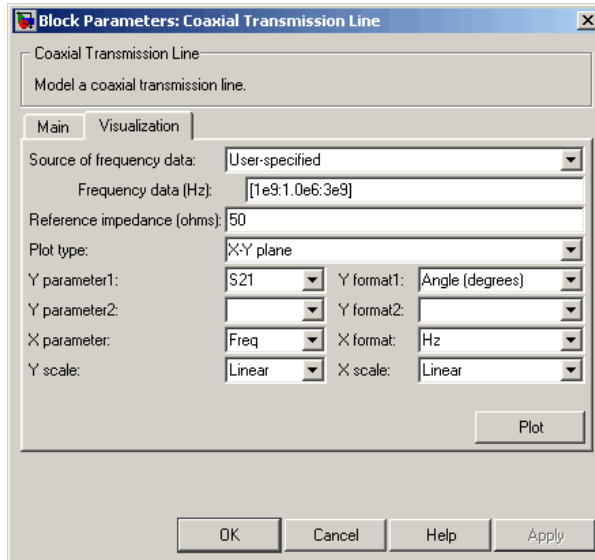 Block Parameters: Coaxial Transmission Line
Coaxial Transmission Line
Model a coaxial transmission line.
Main Visualization
Source of frequency data: User-specified
Frequency data (Hz): [1e9:1.0e6:3e9]
Reference impedance (ohms): 50
Plot type: X-Y plane
Y parameter1: S21 Y format1: Angle (degrees)
Y parameter2: Y format2:
X parameter: Freq X format: Hz
Y scale: Linear X scale: Linear
Plot
OK Cancel Help Apply